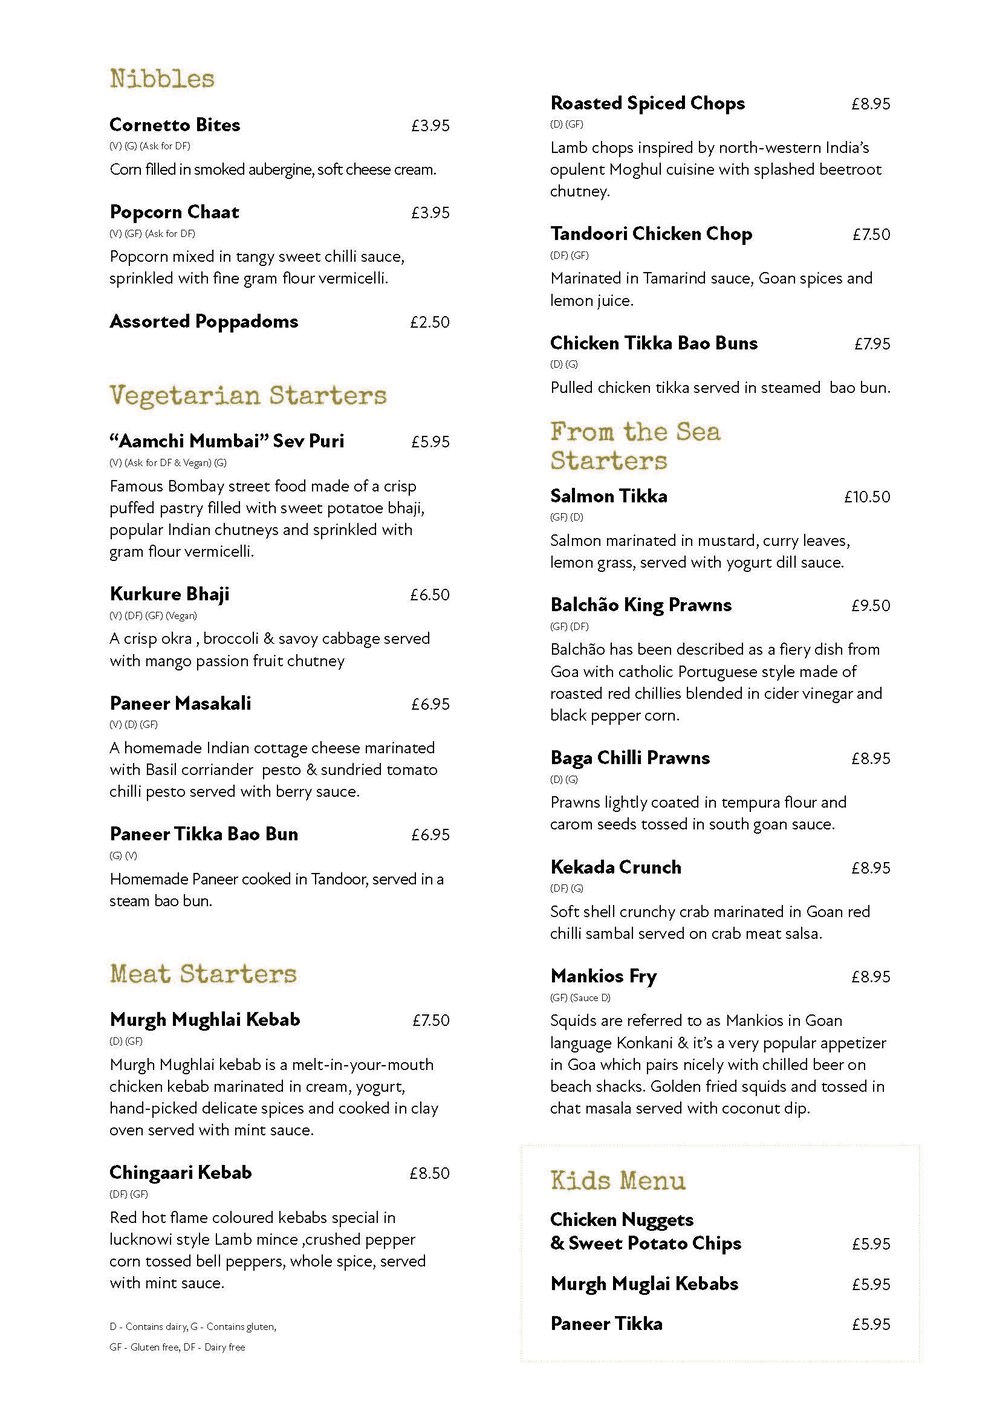 Nibbles
Cornetto Bites £3.95
(V) (G) (Ask for DF)
Corn filled in smoked aubergine, soft cheese cream.
Popcorn Chaat £3.95
(V) (GF) (Ask for DF)
Popcorn mixed in tangy sweet chilli sauce,
sprinkled with fine gram flour vermicelli.
Assorted Poppadoms £2.50
Vegetarian Starters
“Aamchi Mumbai” Sev Puri £5.95
(V) (Ask for DF & Vegan) (G)
Famous Bombay street food made of a crisp
puffed pastry filled with sweet potatoe bhaji,
popular Indian chutneys and sprinkled with
gram flour vermicelli.
Kurkure Bhaji £6.50
(V) (DF) (GF) (Vegan)
A crisp okra , broccoli & savoy cabbage served
with mango passion fruit chutney
Paneer Masakali £6.95
(V) (D) (GF)
A homemade Indian cottage cheese marinated
with Basil corriander  pesto & sundried tomato
chilli pesto served with berry sauce.
Paneer Tikka Bao Bun £6.95
(G) (V)
Homemade Paneer cooked in Tandoor, served in a
steam bao bun.
Meat Starters
Murgh Mughlai Kebab £7.50
(D) (GF)
Murgh Mughlai kebab is a melt-in-your-mouth
chicken kebab marinated in cream, yogurt,
hand-picked delicate spices and cooked in clay
oven served with mint sauce.
Chingaari Kebab £8.50
(DF) (GF)
Red hot flame coloured kebabs special in
lucknowi style Lamb mince ,crushed pepper
corn tossed bell peppers, whole spice, served
with mint sauce.
D - Contains dairy, G - Contains gluten,
GF - Gluten free, DF - Dairy free
Roasted Spiced Chops £8.95
(D) (GF)
Lamb chops inspired by north-western India’s
opulent Moghul cuisine with splashed beetroot
chutney.
Tandoori Chicken Chop £7.50
(DF) (GF)
Marinated in Tamarind sauce, Goan spices and
lemon juice.
Chicken Tikka Bao Buns £7.95
(D) (G)
Pulled chicken tikka served in steamed  bao bun.
From the Sea
Starters
Salmon Tikka £10.50
(GF) (D)
Salmon marinated in mustard, curry leaves,
lemon grass, served with yogurt dill sauce.
Balchão King Prawns £9.50
(GF) (DF)
Balchão has been described as a fiery dish from
Goa with catholic Portuguese style made of
roasted red chillies blended in cider vinegar and
black pepper corn.
Baga Chilli Prawns £8.95
(D) (G)
Prawns lightly coated in tempura flour and
carom seeds tossed in south goan sauce.
Kekada Crunch £8.95
(DF) (G)
Soft shell crunchy crab marinated in Goan red
chilli sambal served on crab meat salsa.
Mankios Fry £8.95
(GF) (Sauce D)
Squids are referred to as Mankios in Goan
language Konkani & it’s a very popular appetizer
in Goa which pairs nicely with chilled beer on
beach shacks. Golden fried squids and tossed in
chat masala served with coconut dip.
Kids Menu
Chicken Nuggets
& Sweet Potato Chips £5.95
Murgh Muglai Kebabs £5.95
Paneer Tikka £5.95